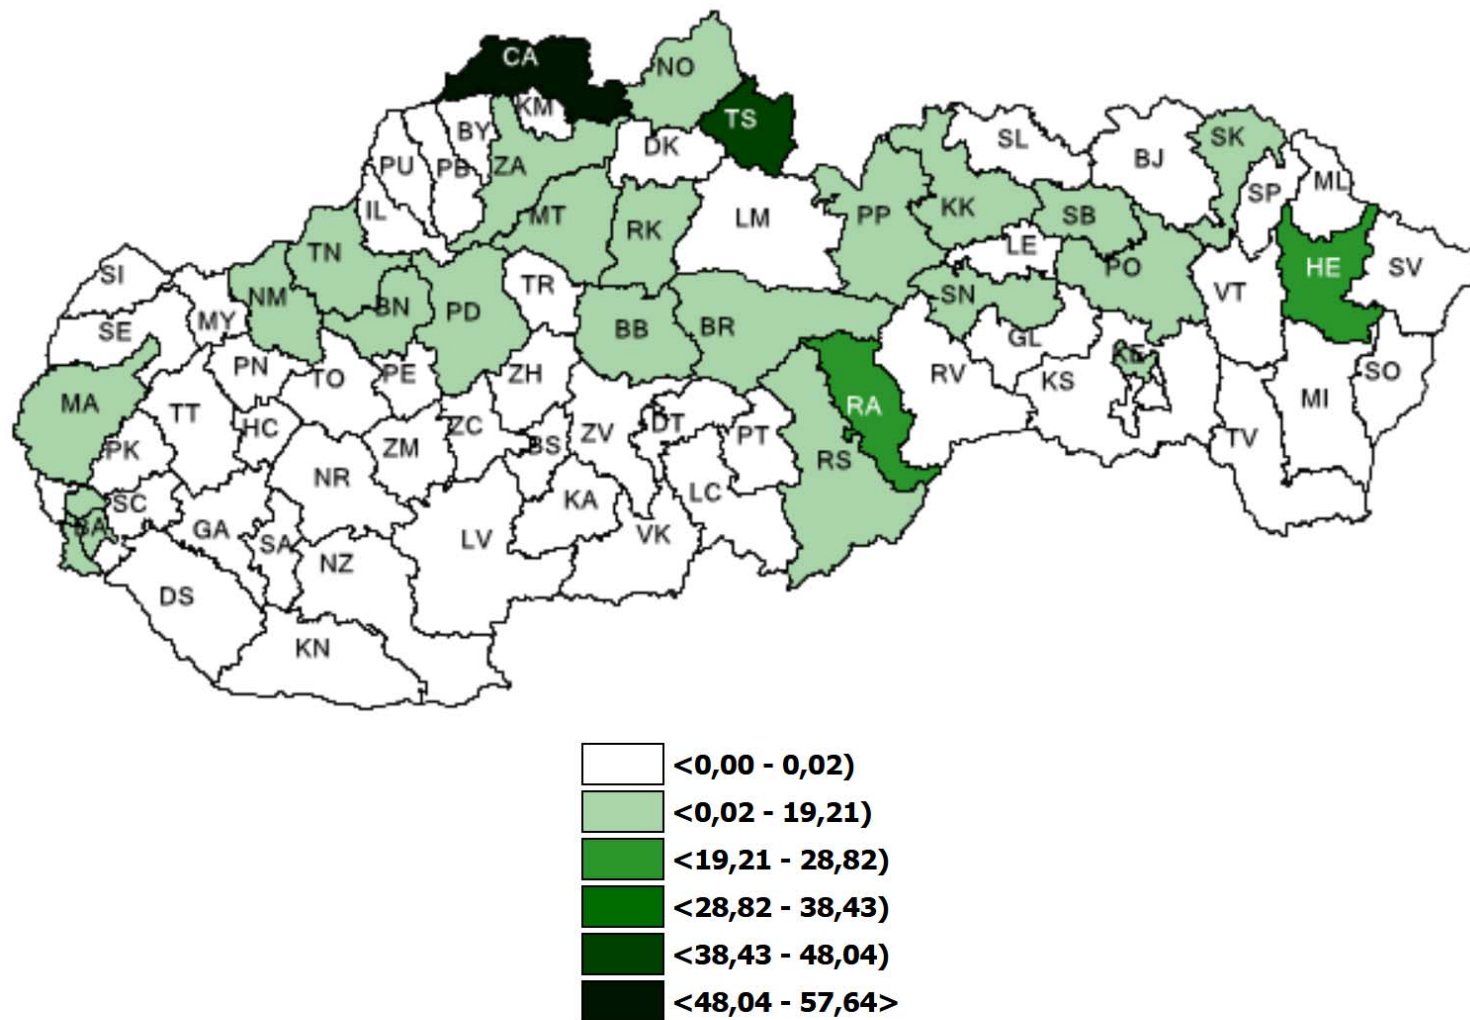 CA
NO
KM
TS
BY
DK
SL
SK
PU
PB
ZA
BJ
SP
ML
IL
MT
RK
LM
PP
KK
SB
LE
TN
PO
HE
SV
SI
NM
BN
PD
TR
BB
BR
SN
VT
SE
MY
GL
KE
SO
PN
TO
PE
ZH
RV
KS
MI
MA
TT
RA
PK
HC
ZM
ZC
BS
ZV
DT
PT
TV
RS
NR
LC
SC
KA
BA
GA
SA
LV
VK
NZ
DS
KN
<0,00 - 0,02)
<0,02 - 19,21)
<19,21 - 28,82)
<28,82 - 38,43)
<38,43 - 48,04)
<48,04 - 57,64>